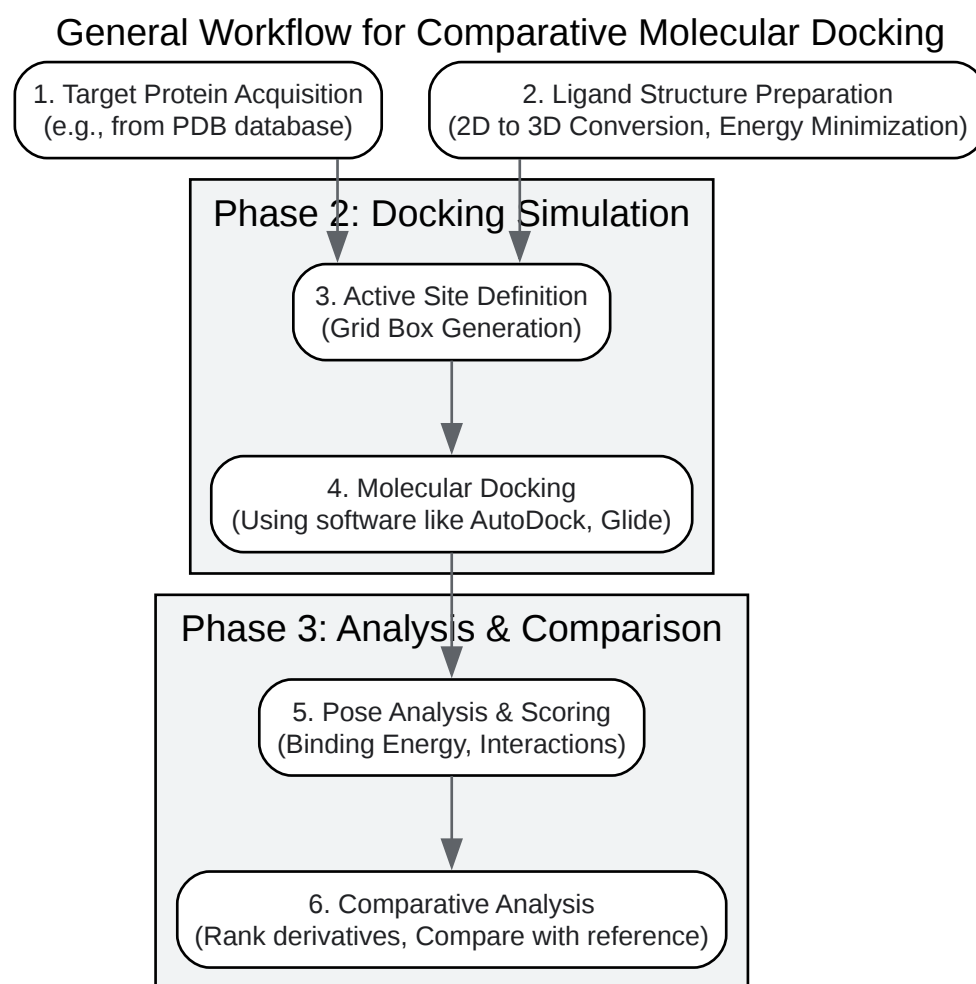 General Workflow for Comparative Molecular Docking
1. Target Protein Acquisition
(e.g., from PDB database)
2. Ligand Structure Preparation
(2D to 3D Conversion, Energy Minimization)
Phase 2: Docking Simulation
3. Active Site Definition
(Grid Box Generation)
4. Molecular Docking
(Using software like AutoDock, Glide)
Phase 3: Analysis & Comparison
5. Pose Analysis & Scoring
(Binding Energy, Interactions)
6. Comparative Analysis
(Rank derivatives, Compare with reference)